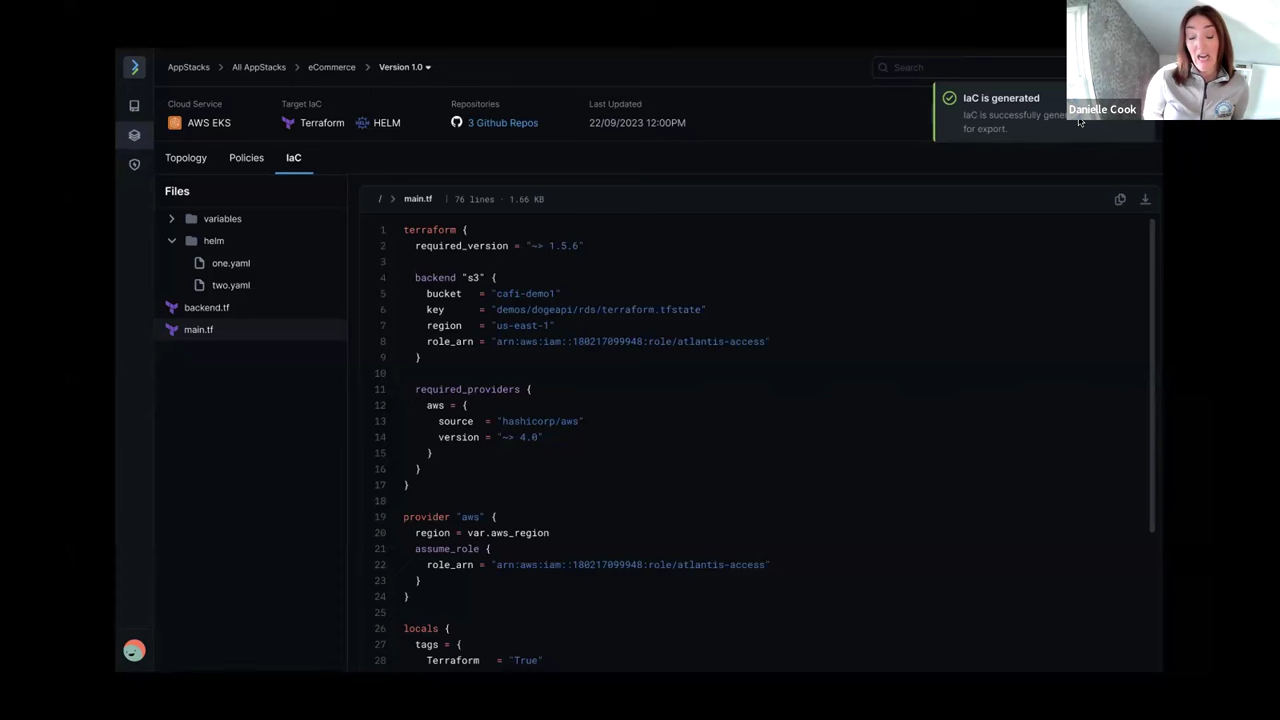 AppStacks > All AppStacks > eCommerce > Version 1.0
Search
Danielle Cook
Cloud Service
AWS EKS
Target IaC
Terraform HELM
Repositories
3 Github Repos
Last Updated
22/09/2023 12:00PM
IaC is generated
IaC is successfully
for export.
Topology Policies IaC
Files
variables
helm
one.yaml
two.yaml
backend.tf
main.tf
/ > main.tf | 76 lines · 1.66 KB
1 terraform {
2 required_version = "~> 1.5.6"
3
4 backend "s3" {
5 bucket = "cafi-demo1"
6 key = "demos/dogeapi/rds/terraform.tfstate"
7 region = "us-east-1"
8 role_arn = "arn:aws:iam::180217099948:role/atlantis-access"
9 }
10
11 required_providers {
12 aws = {
13 source = "hashicorp/aws"
14 version = "~> 4.0"
15 }
16 }
17 }
18
19 provider "aws" {
20 region = var.aws_region
21 assume_role {
22 role_arn = "arn:aws:iam::180217099948:role/atlantis-access"
23 }
24 }
25
26 locals {
27 tags = {
28 Terraform = "True"